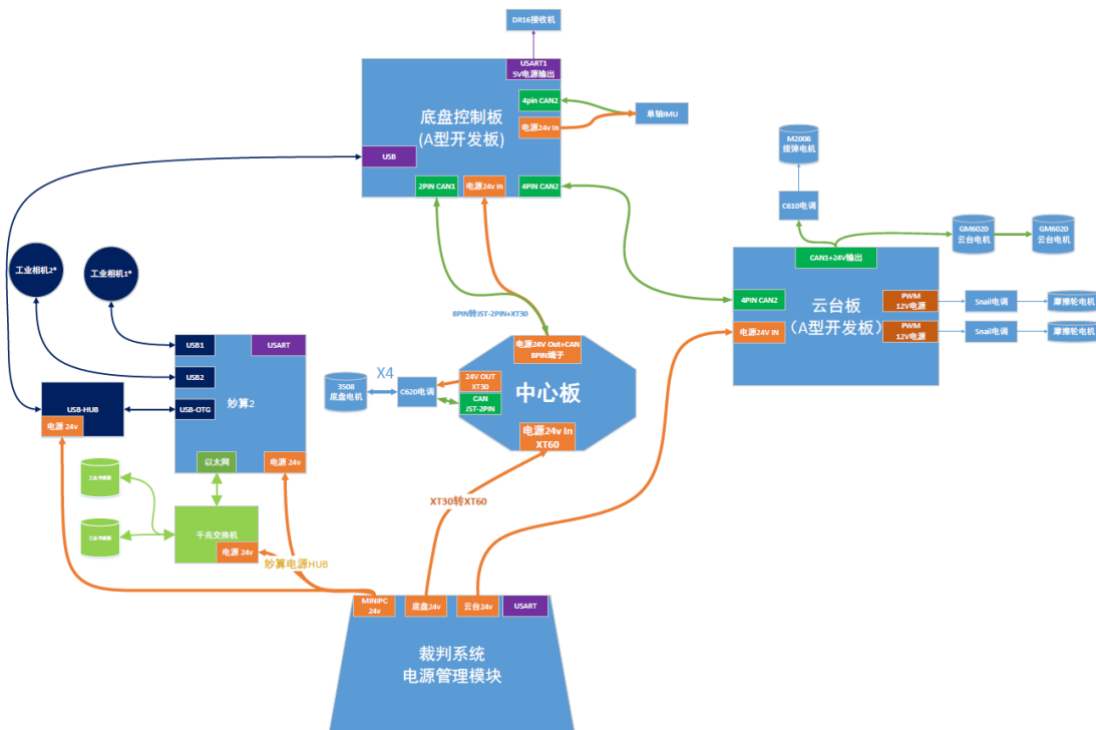 DR16接收机
USART1
5V电源输出
4pin CAN2
电源24v in
单轴IMU
底盘控制板
(A型开发板)
USB
2PIN CAN1
电源24v in
4PIN CAN2
M2006
拨弹电机
C610电调
GM6020
云台电机
GM6020
云台电机
CAN1+24V输出
4PIN CAN2
电源24V IN
云台板
（A型开发板）
PWM
12V电源
Snail电调
摩擦轮电机
PWM
12V电源
Snail电调
摩擦轮电机
工业相机2*
工业相机1*
8PIN转JST-2PIN+XT30
USB1
USART
USB2
妙算2
USB-OTG
USB-HUB
电源 24v
以太网
电源 24v
千兆交换机
电源 24v
妙算电源HUB
电源24V Out+CAN
8PIN端子
X4
3508
底盘电机
C620电调
24V OUT
XT30
CAN
JST-2PIN
中心板
电源24v In
XT60
XT30转XT60
MINIPC
24v
底盘24v
云台24v
USART
裁判系统
电源管理模块